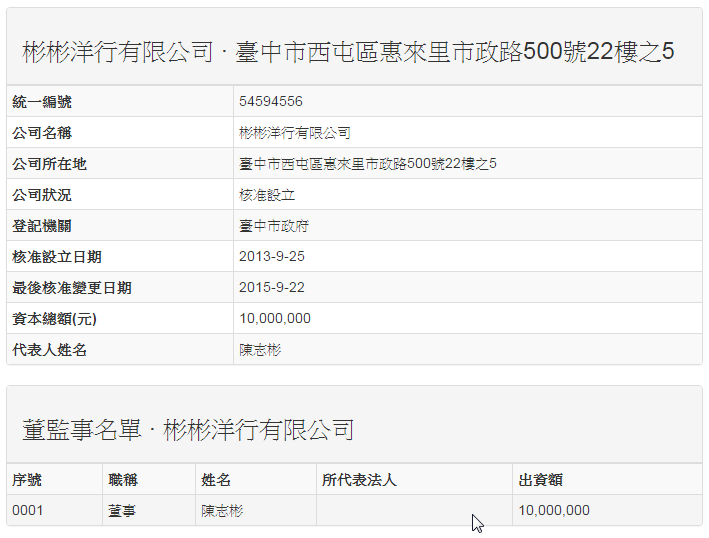 彬彬洋行有限公司 · 臺中市西屯區惠來里市政路500號22樓之5
統一編號 54594556
公司名稱 彬彬洋行有限公司
公司所在地 臺中市西屯區惠來里市政路500號22樓之5
公司狀況 核准設立
登記機關 臺中市政府
核准設立日期 2013-9-25
最後核准變更日期 2015-9-22
資本總額(元) 10,000,000
代表人姓名 陳志彬
董監事名單 · 彬彬洋行有限公司
序號 職稱 姓名 所代表法人 出資額
0001 董事 陳志彬 10,000,000